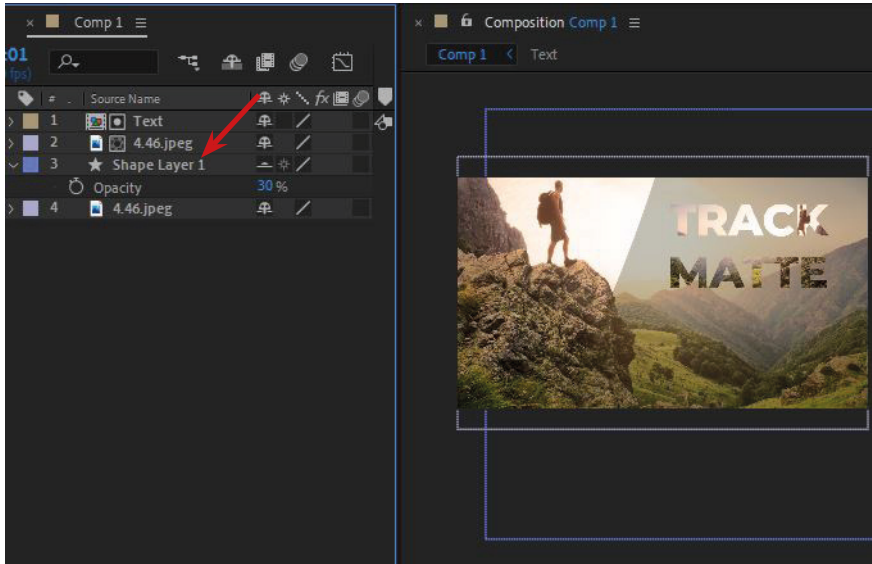 Comp 1
:01
fps)
# . Source Name fx
1 Text
2 4.46.jpeg
3 Shape Layer 1
Opacity 30 %
4 4.46.jpeg
Composition Comp 1
Comp 1 Text
TRACK
MATTE